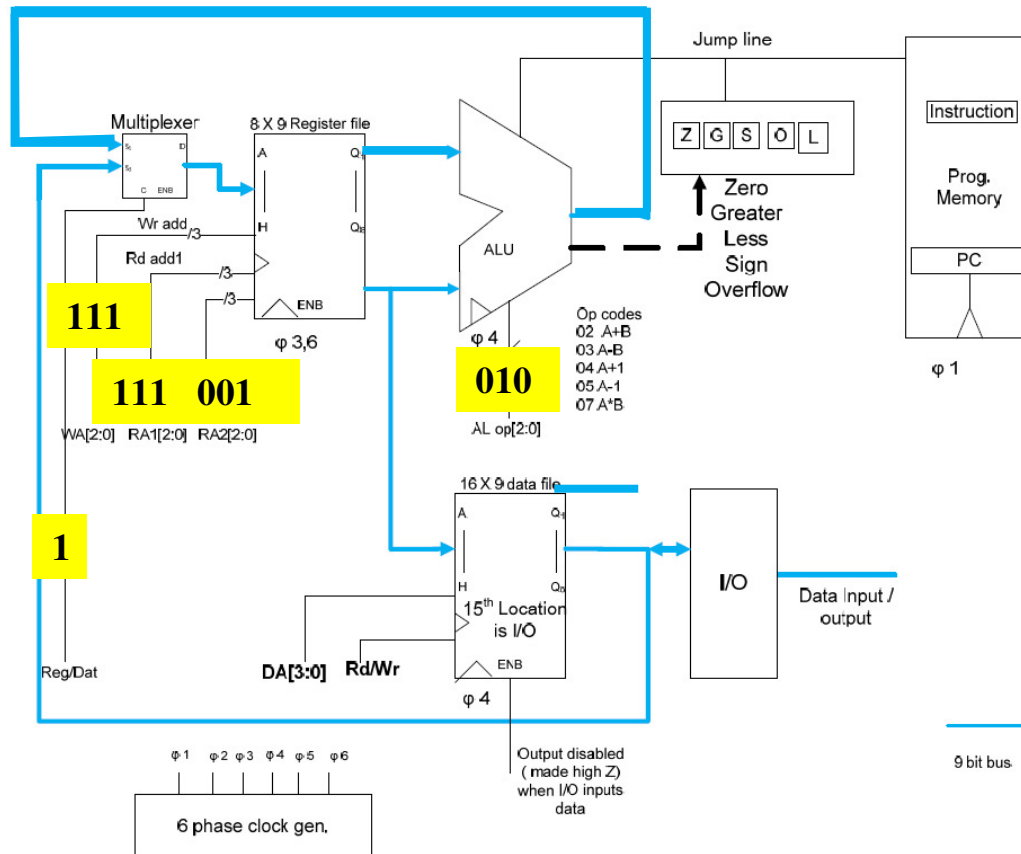 Jump line
Multiplexer
8 X 9 Register file
S₁
S₀
ID
C ENB
A
H
Q
Q
ENB
φ 3,6
Wr add
/3
Rd add1
/3
/3
111
111 001
WA[2:0] RA1[2:0] RA2[2:0]
1
Reg/Dat
ALU
φ 4
010
AL op[2:0]
Op codes
02 A+B
03 A-B
04 A+1
05 A-1
07 A*B
Z G S O L
Zero
Greater
Less
Sign
Overflow
Instruction
Prog.
Memory
PC
φ 1
16 X 9 data file
A
H
Q
Q
15th Location
is I/O
ENB
φ 4
DA[3:0] Rd/Wr
Output disabled
( made high Z)
when I/O inputs
data
I/O
Data Input /
output
9 bit bus
φ 1 φ 2 φ 3 φ 4 φ 5 φ 6
6 phase clock gen.